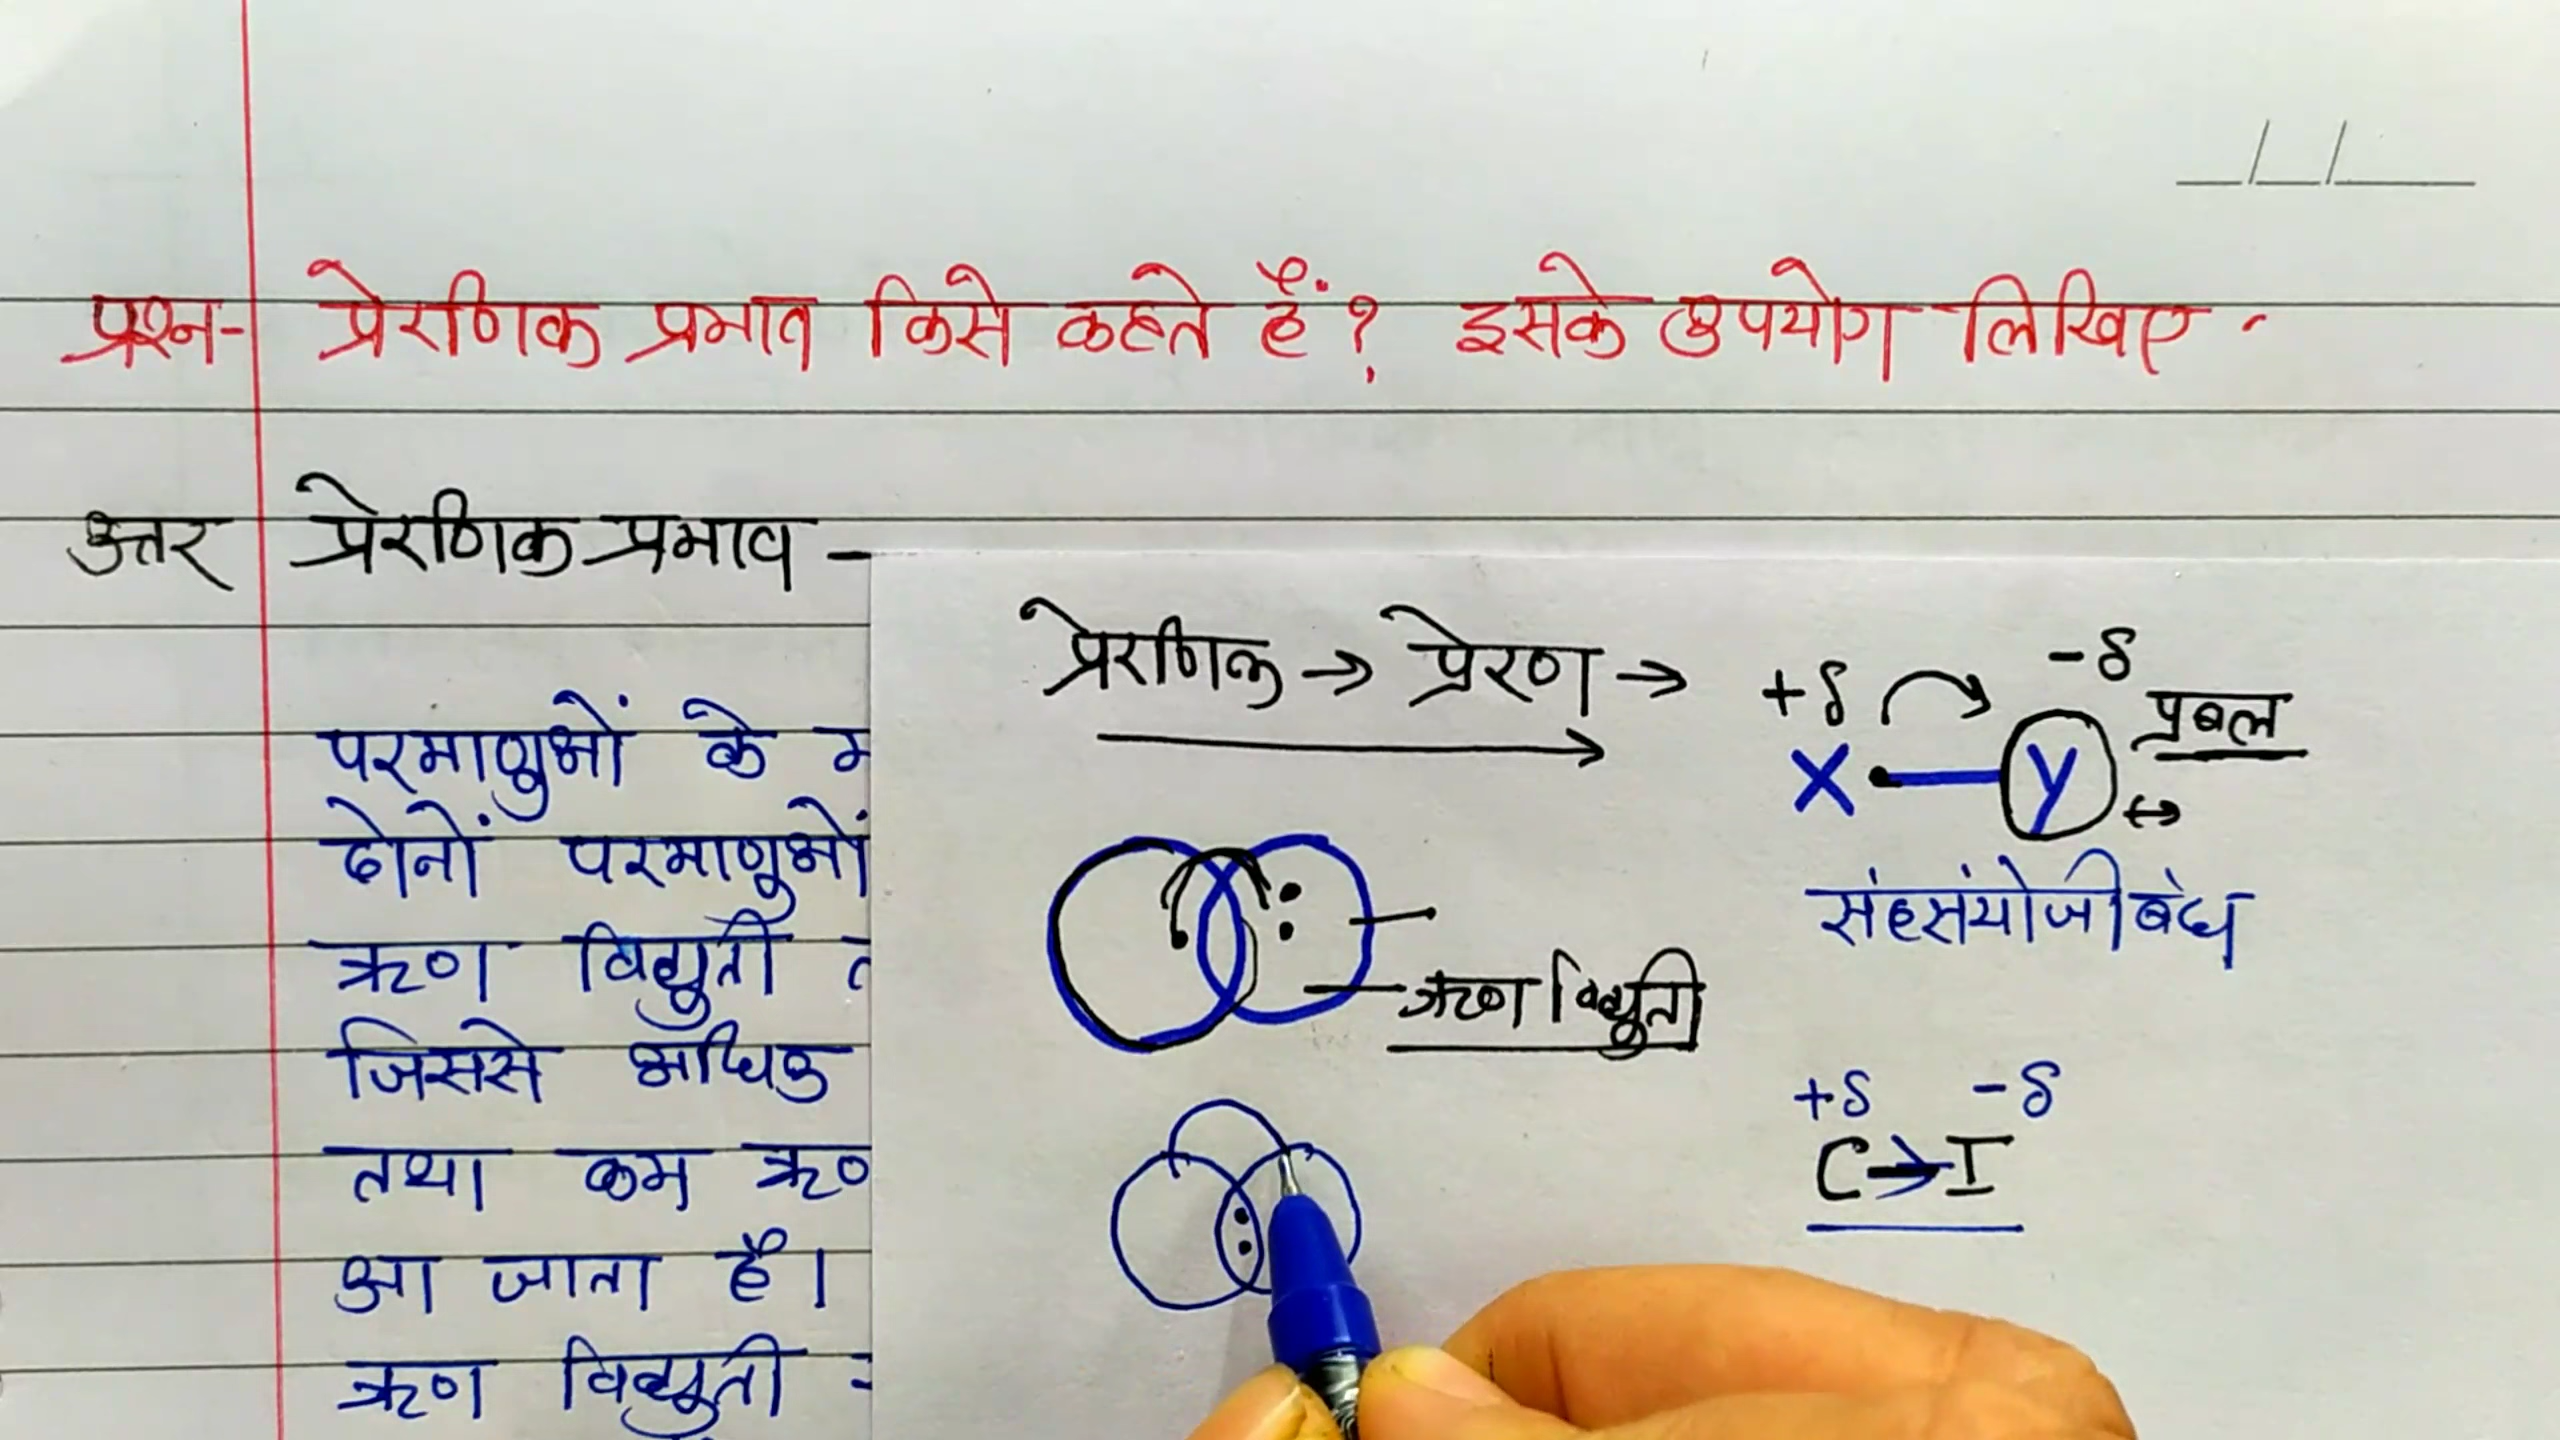 प्रश्न- प्रेरणिक प्रभाव किसे कहते हैं? इसके उपयोग लिखिए -
उत्तर प्रेरणिक प्रभाव -
परमाणुओं के
दोनों परमाणुओं
ऋण विद्युती
जिससे अधिक
तथा कम ऋण
आ जाता है।
ऋण विद्युती
प्रेरणिक → प्रेरण →
+δ -δ
प्रबल
X Y
संहसंयोजी बंध
ऋण विद्युती
+δ -δ
C→I